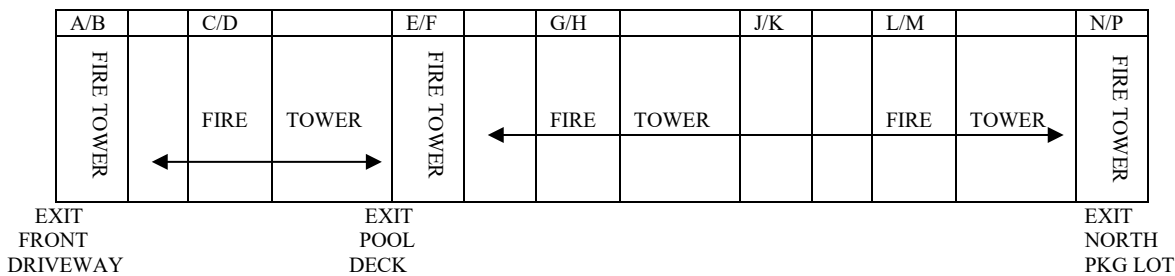 A/B C/D E/F G/H J/K L/M N/P
FIRE TOWER
FIRE TOWER
FIRE TOWER
FIRE TOWER
FIRE TOWER
FIRE TOWER
EXIT
FRONT
DRIVEWAY
EXIT
POOL
DECK
EXIT
NORTH
PKG LOT